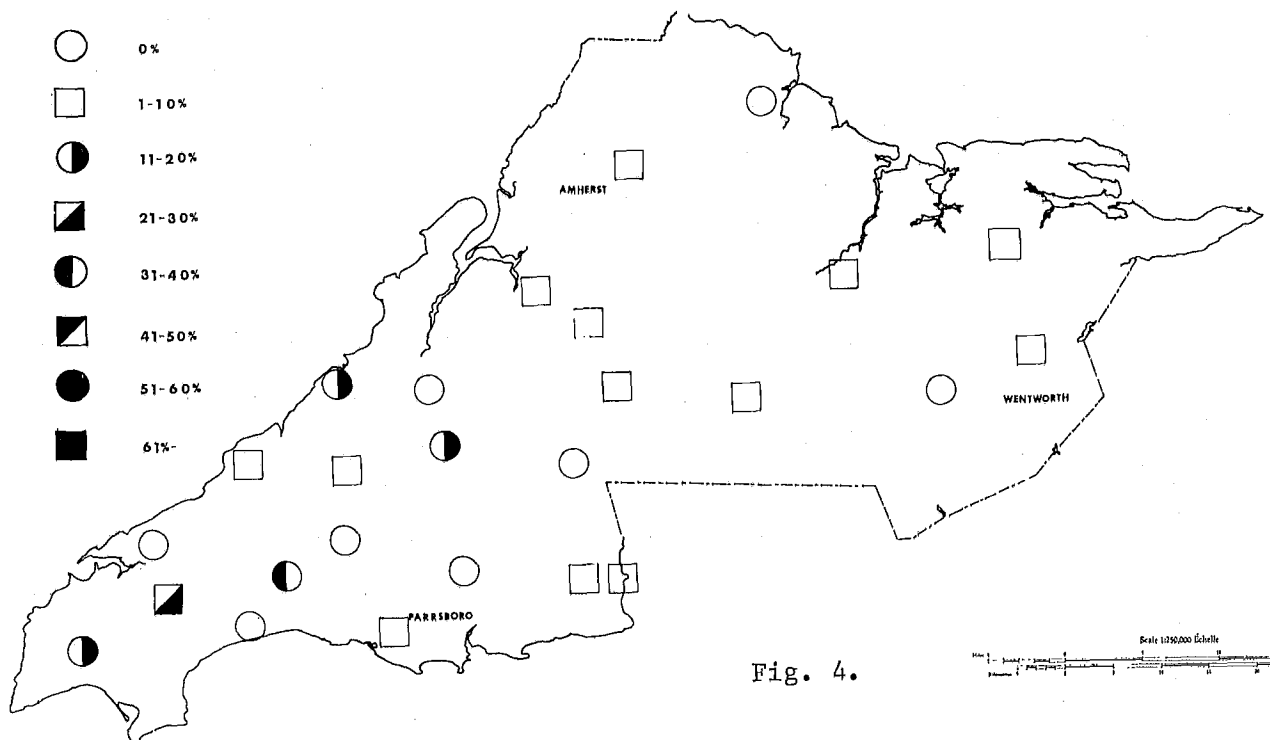 0%
1-10%
11-20%
21-30%
31-40%
41-50%
51-60%
61%-
AMHERST
WENTWORTH
PARRSBORO
Fig. 4.
Scale 1:250,000 Échelle